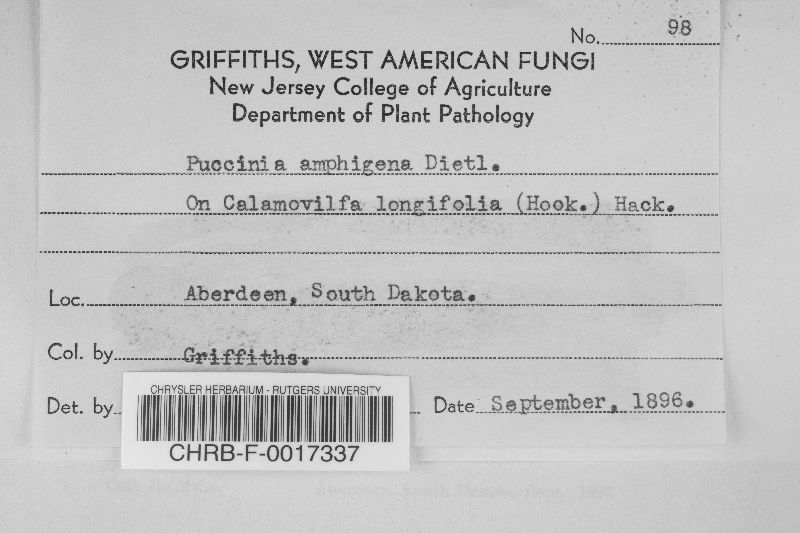 No. 98
GRIFFITHS, WEST AMERICAN FUNGI
New Jersey College of Agriculture
Department of Plant Pathology
Puccinia amphigena Dietl.
On Calamovilfa longifolia (Hook.) Hack.
Loc. Aberdeen, South Dakota.
Col. by Griffiths.
Det. by Date September, 1896.
CHRYSLER HERBARIUM - RUTGERS UNIVERSITY
CHRB-F-0017337